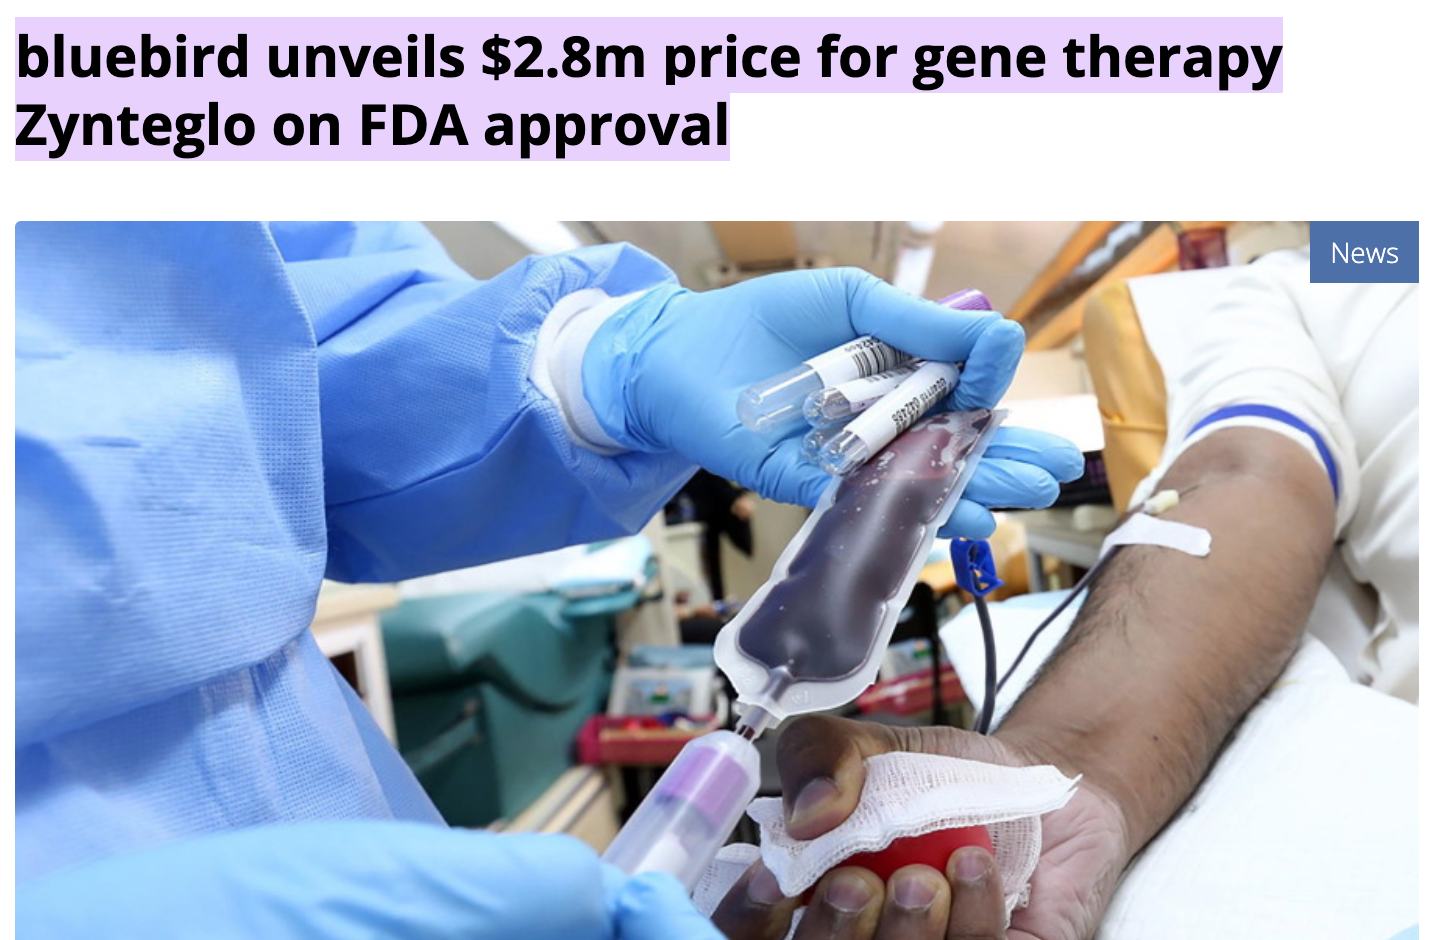 bluebird unveils $2.8m price for gene therapy
Zynteglo on FDA approval
News